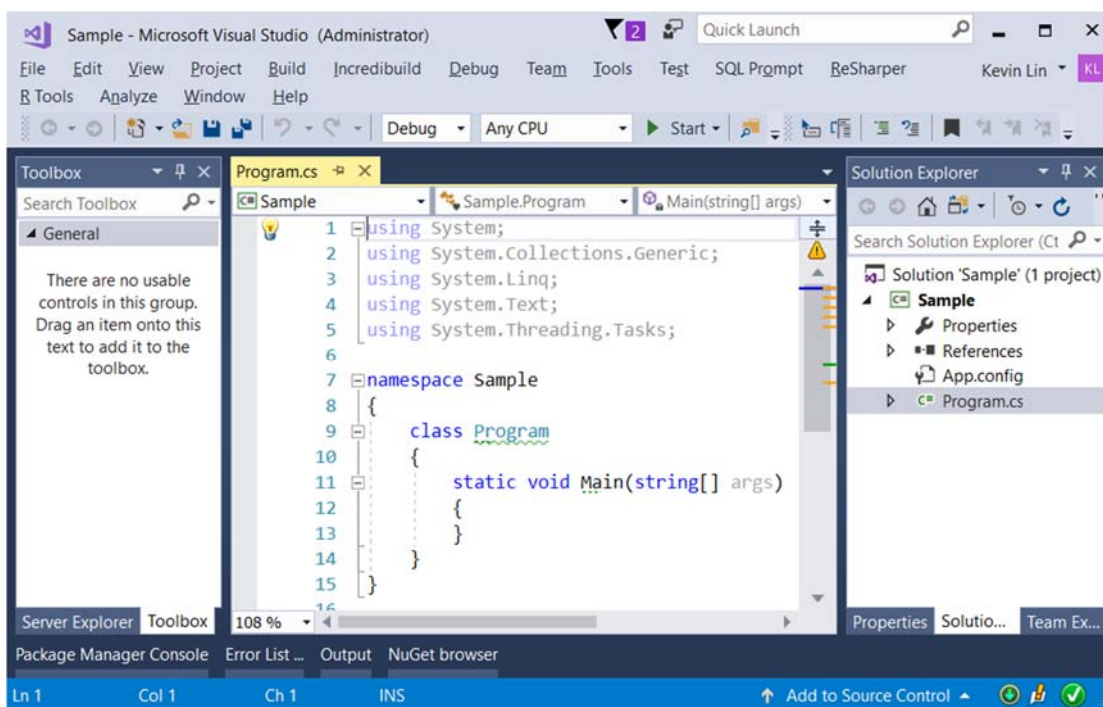 Sample - Microsoft Visual Studio (Administrator) 2 Quick Launch
File Edit View Project Build Incredibuild Debug Team Tools Test SQL Prompt ReSharper Kevin Lin KL
R Tools Analyze Window Help
Debug Any CPU Start
Toolbox
Search Toolbox
General
There are no usable
controls in this group.
Drag an item onto this
text to add it to the
toolbox.
Server Explorer Toolbox
Program.cs
C# Sample Sample.Program Main(string[] args)
1 using System;
2 using System.Collections.Generic;
3 using System.Linq;
4 using System.Text;
5 using System.Threading.Tasks;
6
7 namespace Sample
8 {
9 class Program
10 {
11 static void Main(string[] args)
12 {
13 }
14 }
15 }
16
108 %
Solution Explorer
Search Solution Explorer (Ct
Solution 'Sample' (1 project)
C# Sample
Properties
References
App.config
C# Program.cs
Properties Solutio... Team Ex...
Package Manager Console Error List ... Output NuGet browser
Ln 1 Col 1 Ch 1 INS Add to Source Control